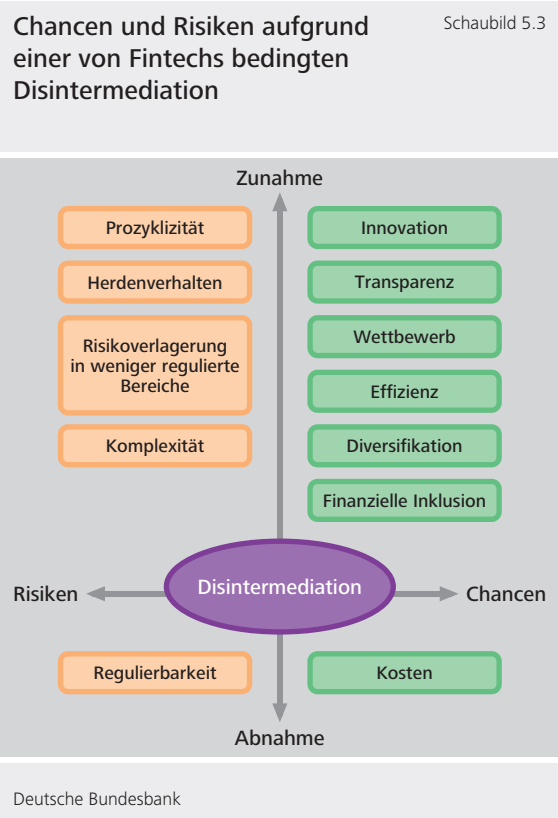 Chancen und Risiken aufgrund
einer von Fintechs bedingten
Disintermediation
Schaubild 5.3
Zunahme
Prozyklizität
Herdenverhalten
Risikoverlagerung
in weniger regulierte
Bereiche
Komplexität
Innovation
Transparenz
Wettbewerb
Effizienz
Diversifikation
Finanzielle Inklusion
Risiken
Disintermediation
Chancen
Regulierbarkeit
Kosten
Abnahme
Deutsche Bundesbank